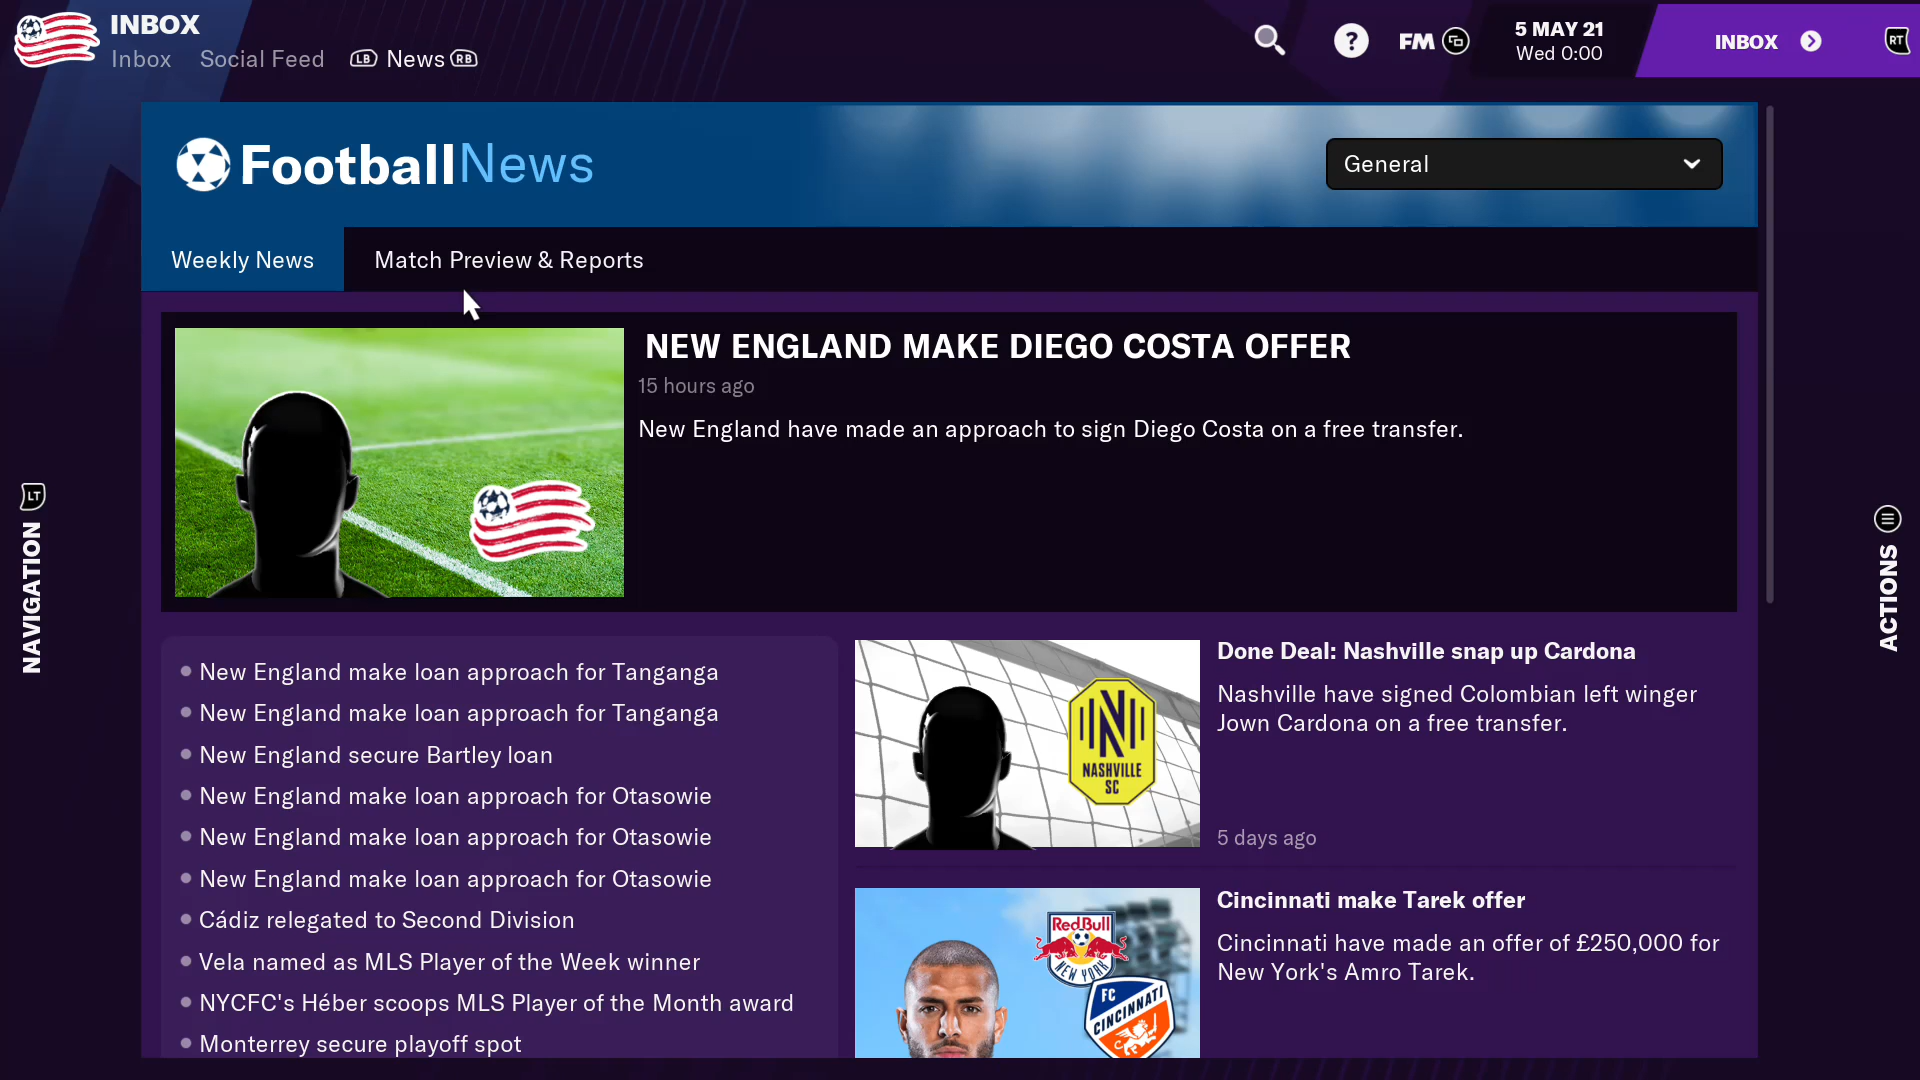 INBOX
Inbox
Social Feed
LB
News
RB
?
FM
5 MAY 21
Wed 0:00
INBOX
RT
FootballNews
General
Weekly News
Match Preview & Reports
NEW ENGLAND MAKE DIEGO COSTA OFFER
15 hours ago
New England have made an approach to sign Diego Costa on a free transfer.
LT
NAVIGATION
ACTIONS
New England make loan approach for Tanganga
New England make loan approach for Tanganga
New England secure Bartley loan
New England make loan approach for Otasowie
New England make loan approach for Otasowie
New England make loan approach for Otasowie
Cádiz relegated to Second Division
Vela named as MLS Player of the Week winner
NYCFC's Héber scoops MLS Player of the Month award
Monterrey secure playoff spot
N
NASHVILLE
SC
Done Deal: Nashville snap up Cardona
Nashville have signed Colombian left winger
Jown Cardona on a free transfer.
5 days ago
Red Bull
NEW YORK
FC
CINCINNATI
Cincinnati make Tarek offer
Cincinnati have made an offer of £250,000 for
New York's Amro Tarek.